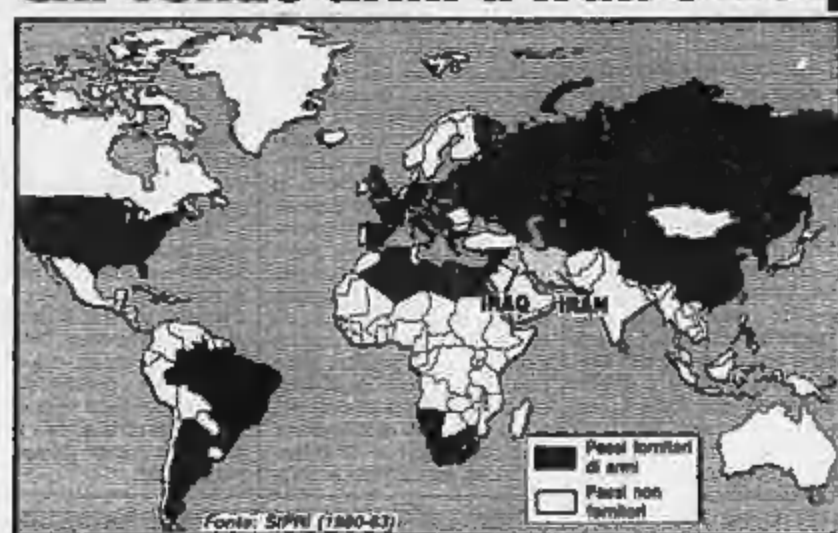 IRAQ IRAN
Paesi fornitori
di armi
Paesi non
fornitori
Fonte: SIPRI (1980-83)